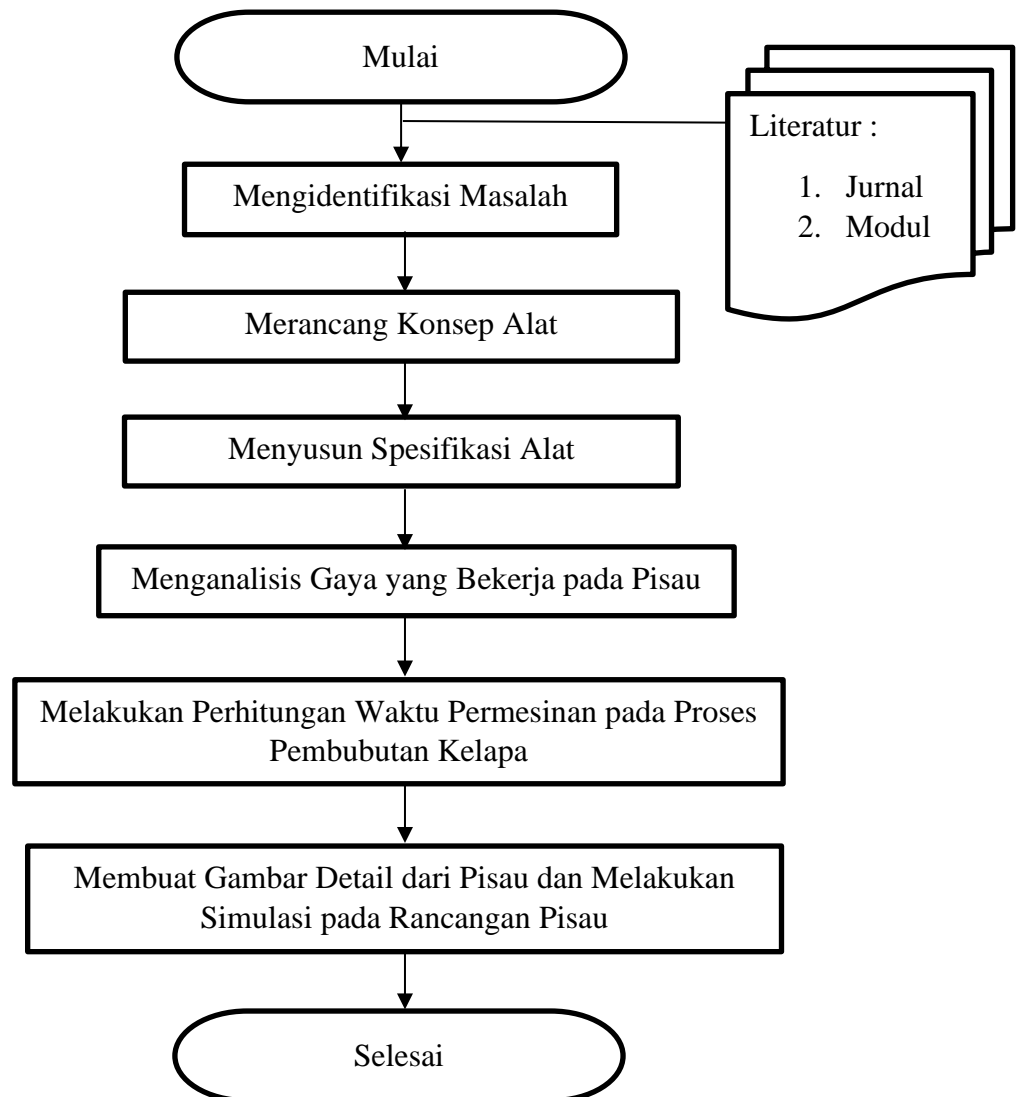 Mulai
Literatur :
1. Jurnal
2. Modul
Mengidentifikasi Masalah
Merancang Konsep Alat
Menyusun Spesifikasi Alat
Menganalisis Gaya yang Bekerja pada Pisau
Melakukan Perhitungan Waktu Permesinan pada Proses
Pembubutan Kelapa
Membuat Gambar Detail dari Pisau dan Melakukan
Simulasi pada Rancangan Pisau
Selesai